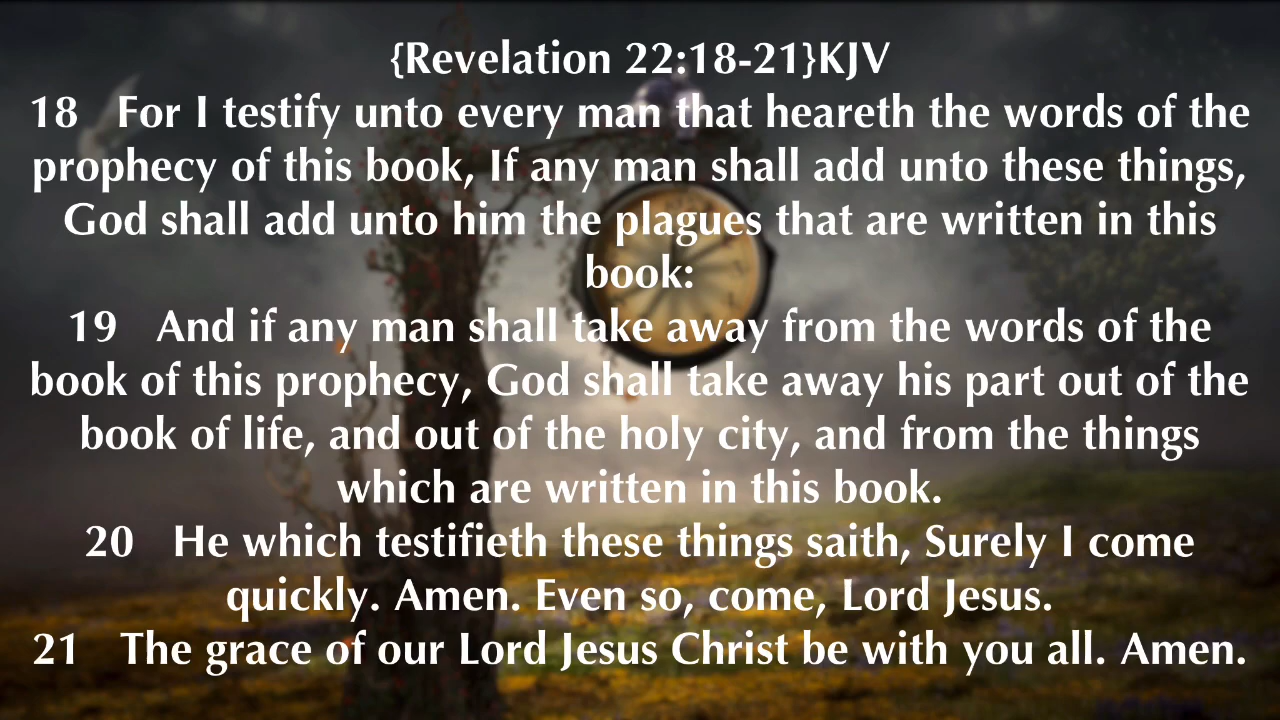 {Revelation 22:18-21}KJV
18 For I testify unto every man that heareth the words of the
prophecy of this book, If any man shall add unto these things,
God shall add unto him the plagues that are written in this
book:
19 And if any man shall take away from the words of the
book of this prophecy, God shall take away his part out of the
book of life, and out of the holy city, and from the things
which are written in this book.
20 He which testifieth these things saith, Surely I come
quickly. Amen. Even so, come, Lord Jesus.
21 The grace of our Lord Jesus Christ be with you all. Amen.